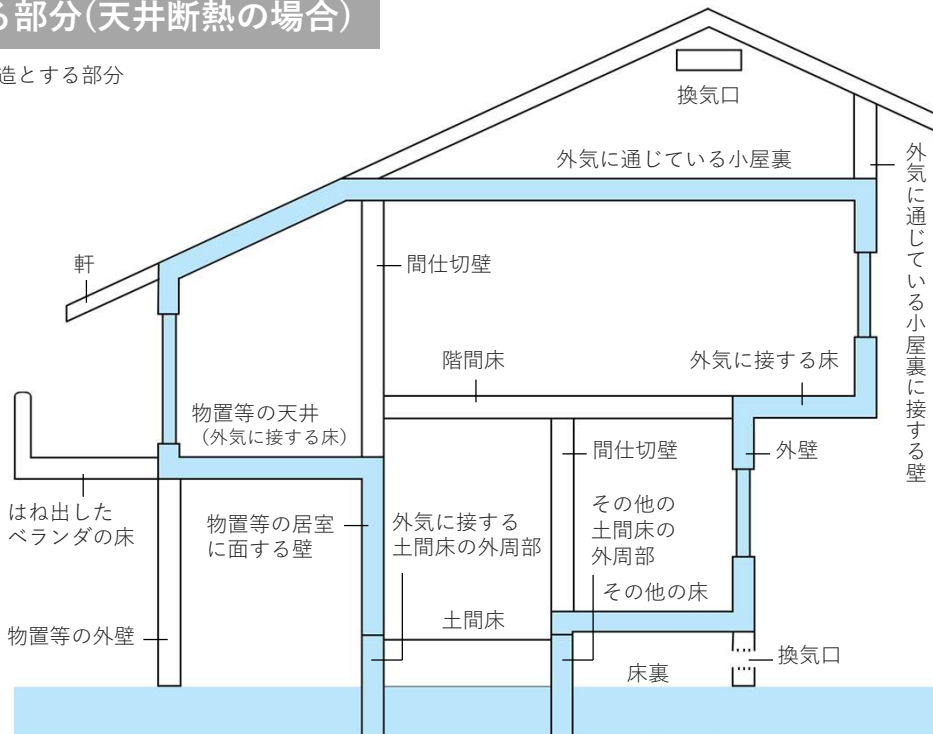 る部分(天井断熱の場合)
造とする部分
換気口
外気に通じている小屋裏
外気に通じている小屋裏に接する壁
軒
間仕切壁
階間床
外気に接する床
物置等の天井
(外気に接する床)
間仕切壁
外壁
はね出した
ベランダの床
物置等の居室
に面する壁
外気に接する
土間床の外周部
その他の
土間床の
外周部
その他の床
物置等の外壁
土間床
床裏
換気口